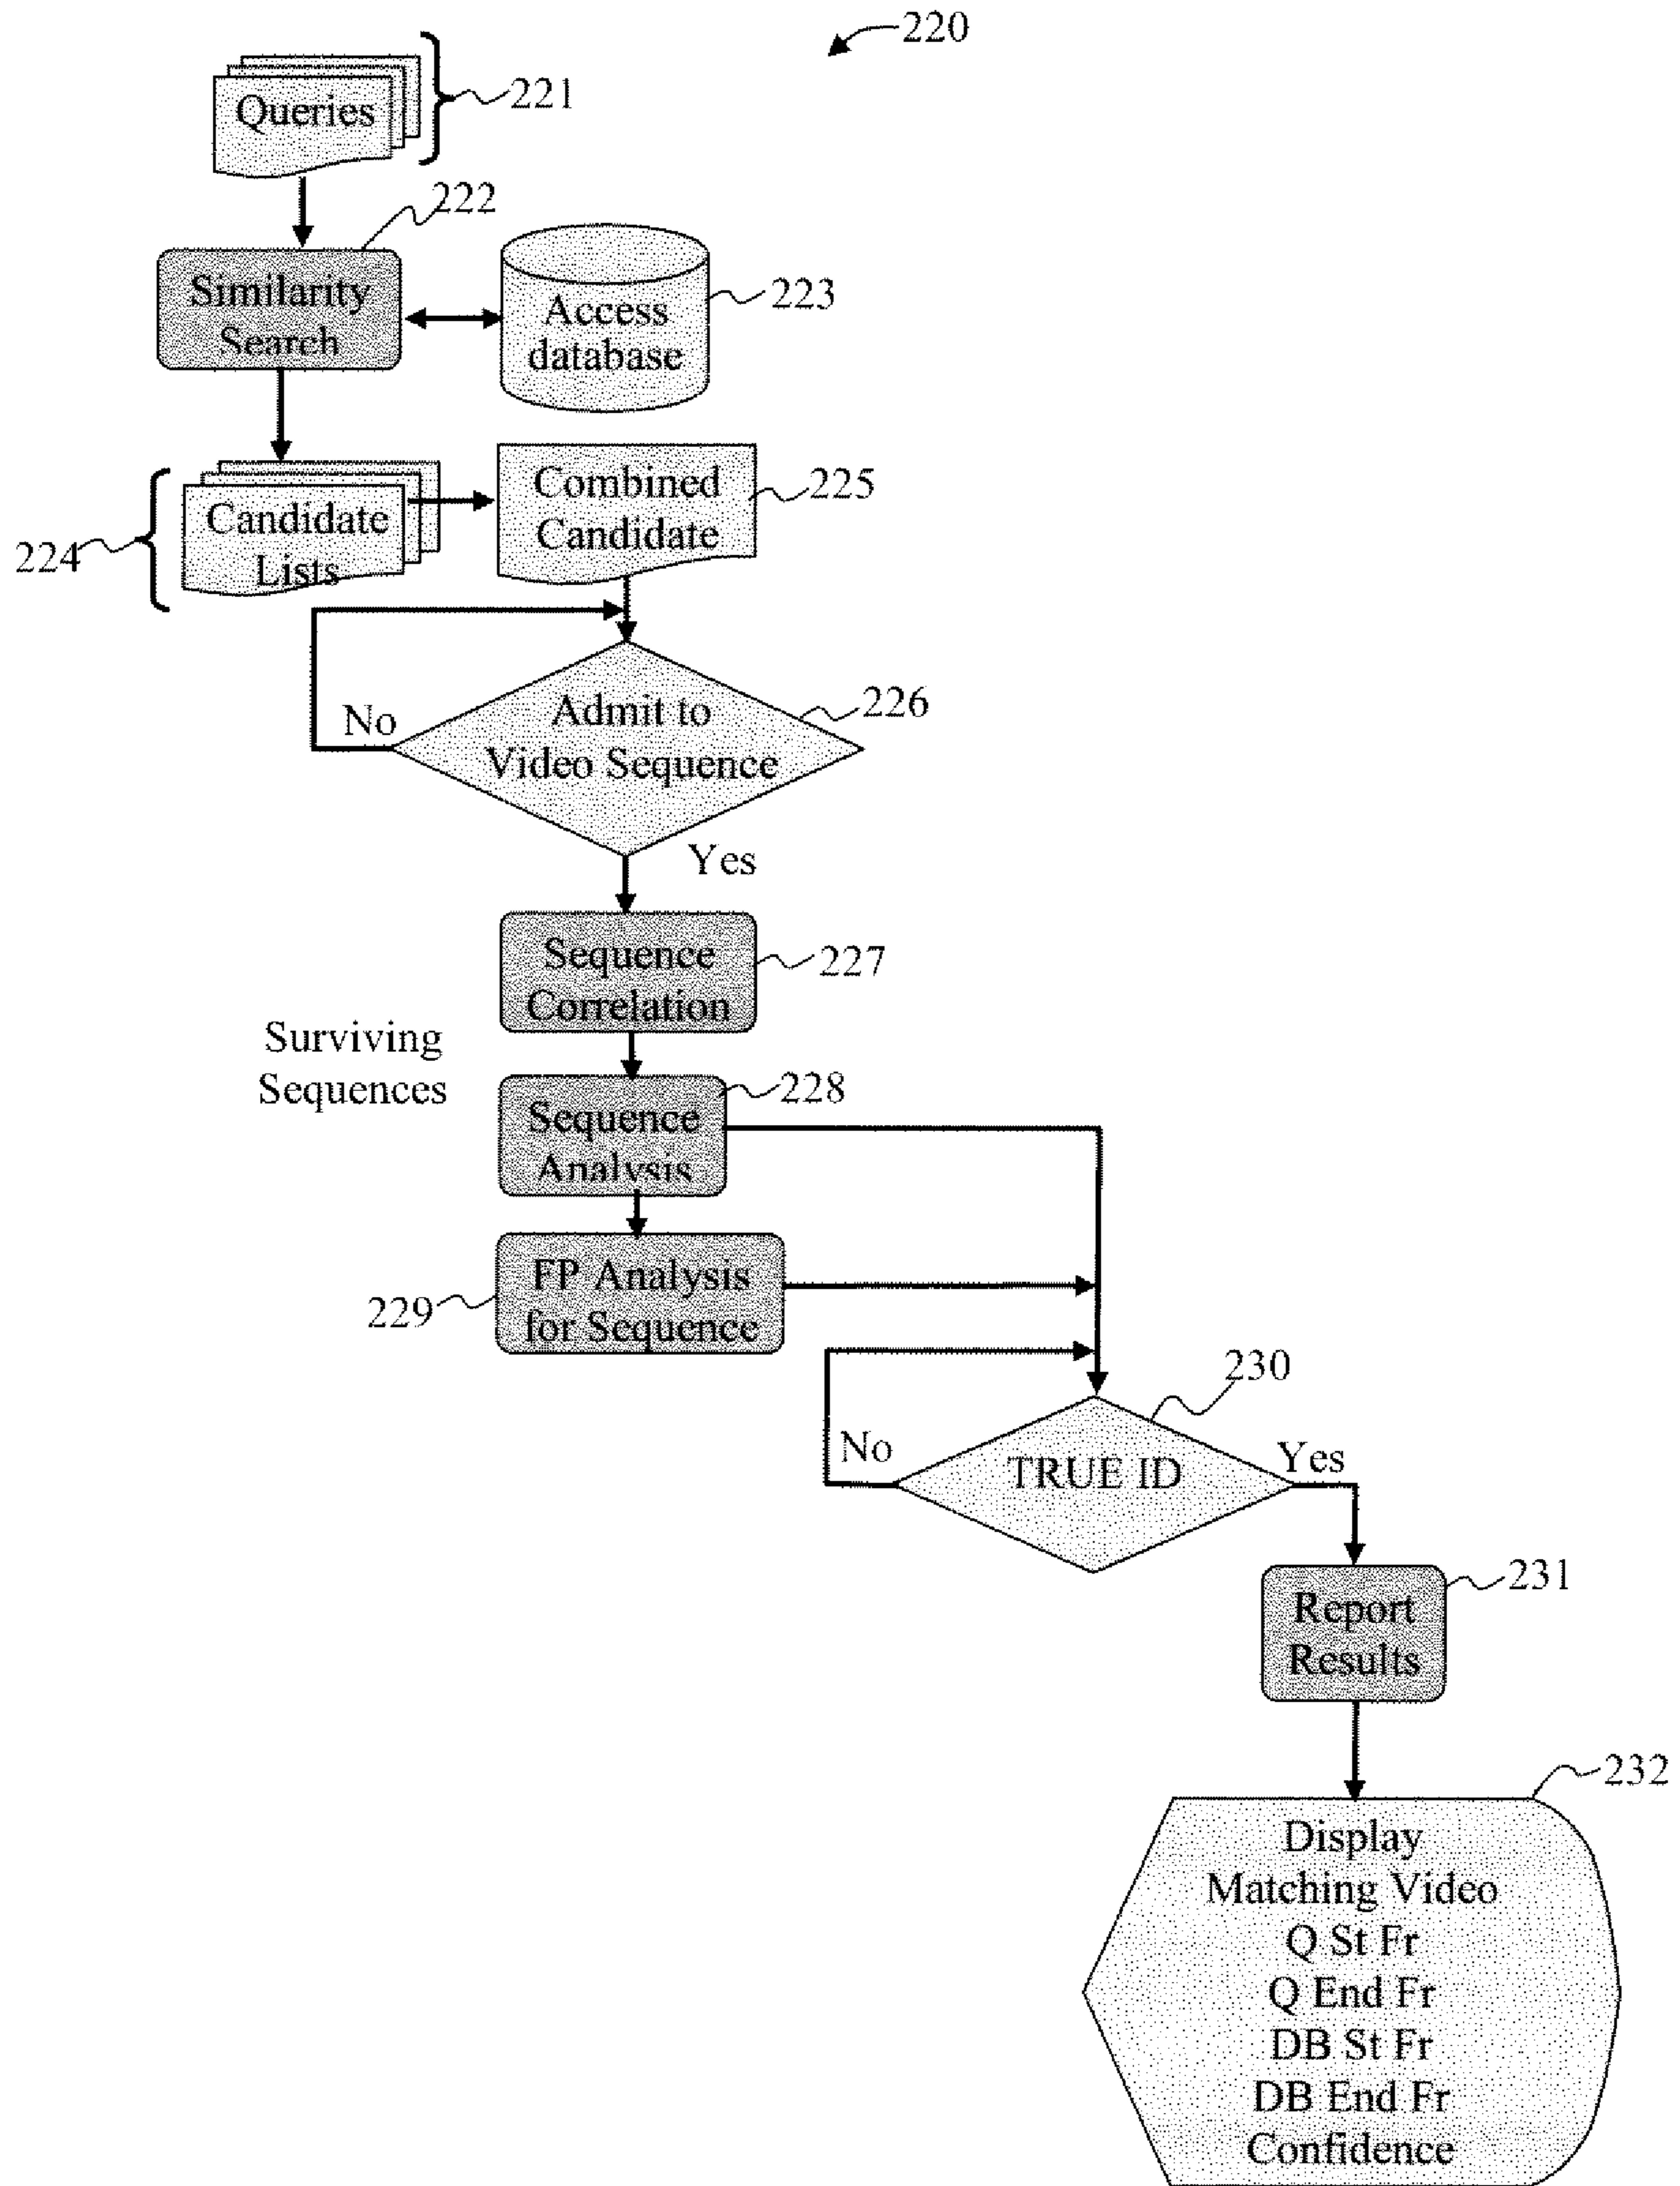 220
Queries
221
222
Similarity
Search
Access
database
223
Candidate
Lists
224
Combined
Candidate
225
Admit to
Video Sequence
226
No
Yes
Sequence
Correlation
227
Surviving
Sequences
Sequence
Analysis
228
FP Analysis
for Sequence
229
230
TRUE ID
No
Yes
Report
Results
231
232
Display
Matching Video
Q St Fr
Q End Fr
DB St Fr
DB End Fr
Confidence